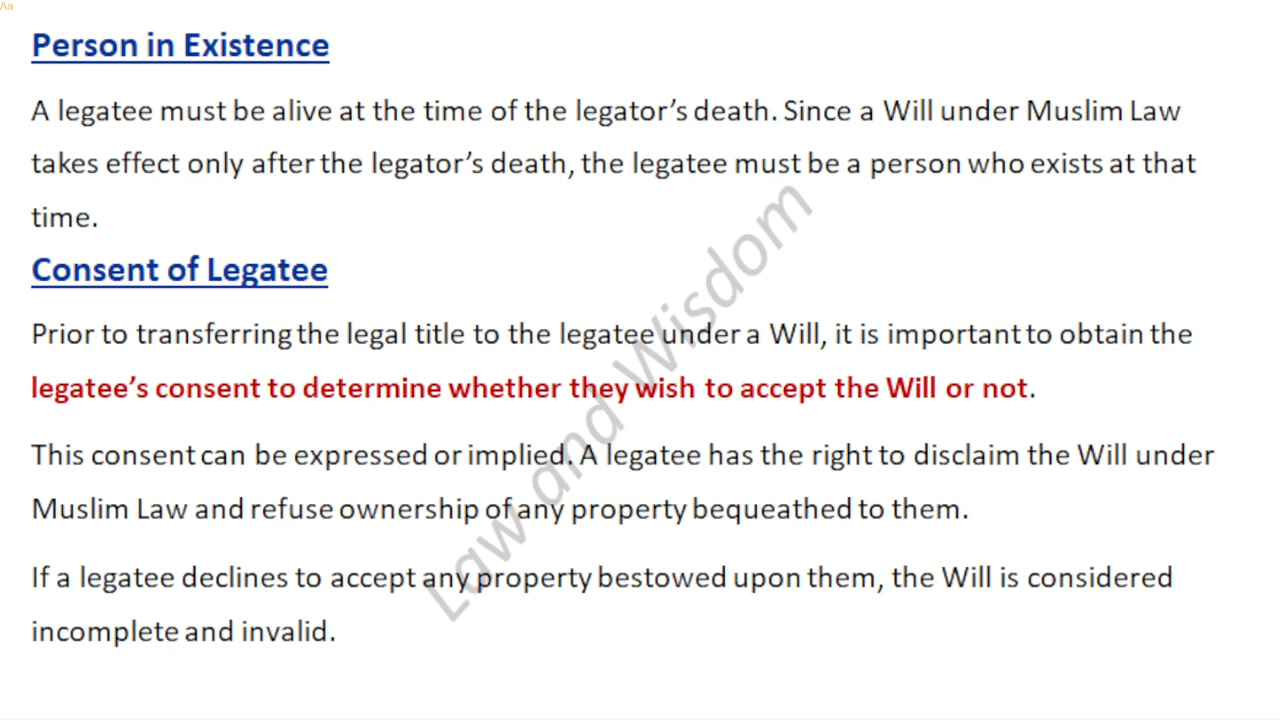 Aa
Person in Existence
A legatee must be alive at the time of the legator’s death. Since a Will under Muslim Law
takes effect only after the legator’s death, the legatee must be a person who exists at that
time.
Consent of Legatee
Prior to transferring the legal title to the legatee under a Will, it is important to obtain the
legatee’s consent to determine whether they wish to accept the Will or not.
This consent can be expressed or implied. A legatee has the right to disclaim the Will under
Muslim Law and refuse ownership of any property bequeathed to them.
If a legatee declines to accept any property bestowed upon them, the Will is considered
incomplete and invalid.
Law and Wisdom